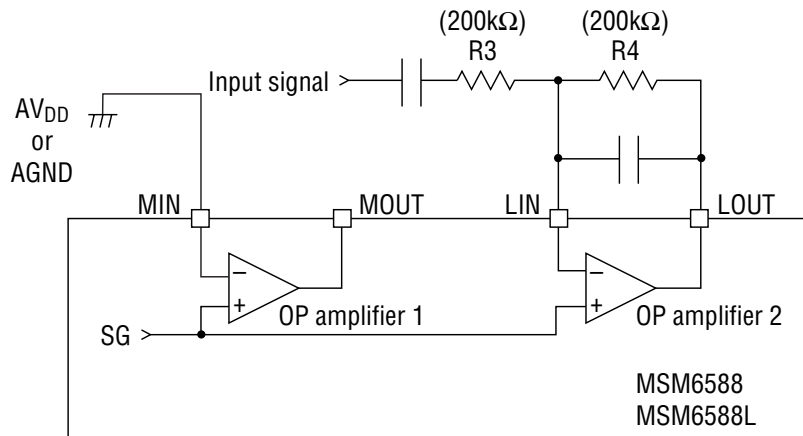 (200kΩ) (200kΩ)
R3 R4
Input signal
AVDD
or
AGND
MIN MOUT LIN LOUT
−
+
OP amplifier 1
−
+
OP amplifier 2
SG
MSM6588
MSM6588L